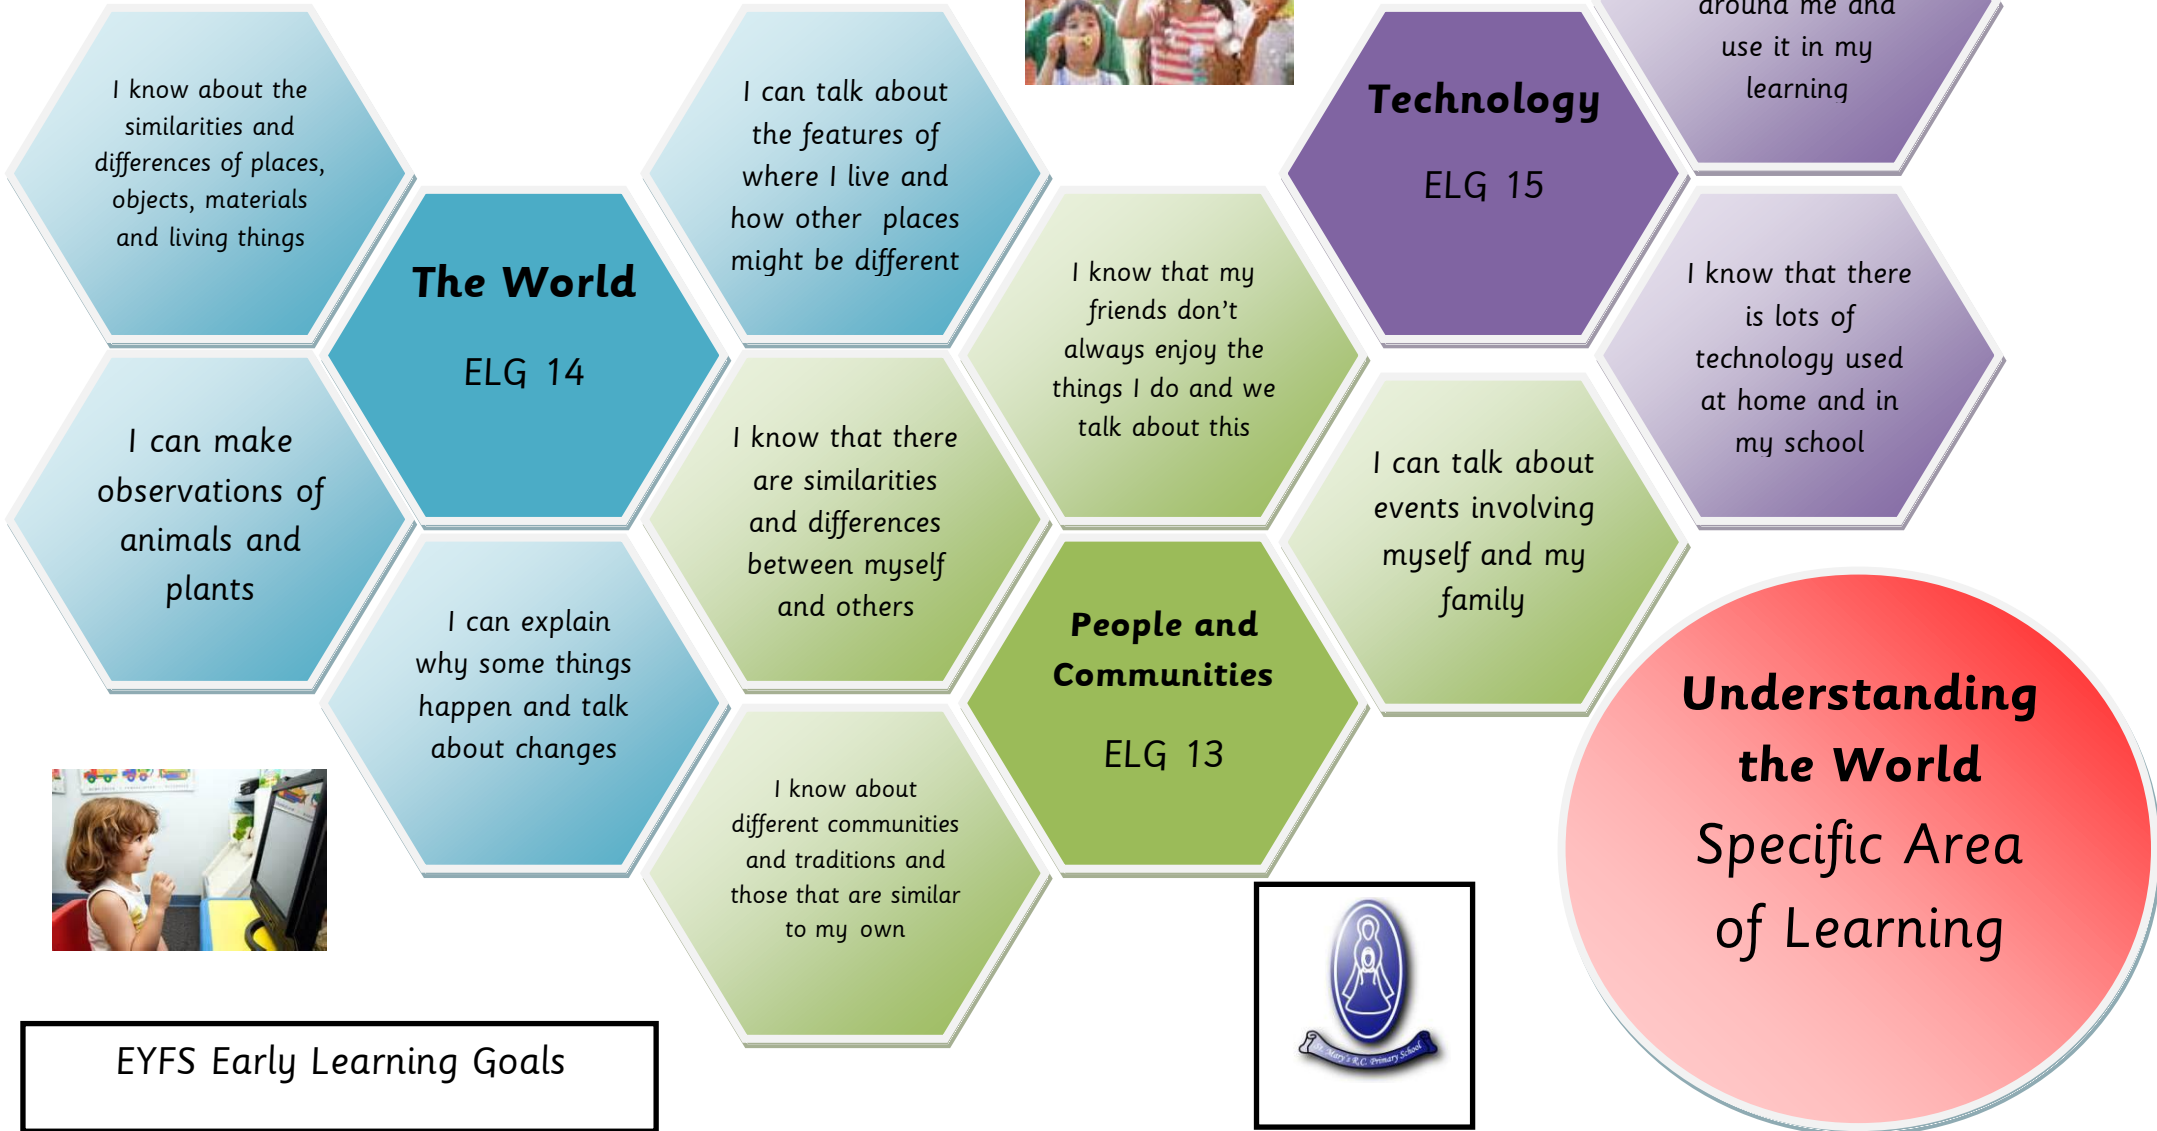 I know about the
similarities and
differences of places,
objects, materials
and living things
The World
ELG 14
I can talk about
the features of
where I live and
how other places
might be different
I can make
observations of
animals and
plants
I can explain
why some things
happen and talk
about changes
Technology
ELG 15
around me and
use it in my
learning
I know that there
is lots of
technology used
at home and in
my school
I know that my
friends don't
always enjoy the
things I do and we
talk about this
I know that there
are similarities
and differences
between myself
and others
People and
Communities
ELG 13
I can talk about
events involving
myself and my
family
I know about
different communities
and traditions and
those that are similar
to my own
Understanding
the World
Specific Area
of Learning
St. Mary's R.C. Primary School
EYFS Early Learning Goals